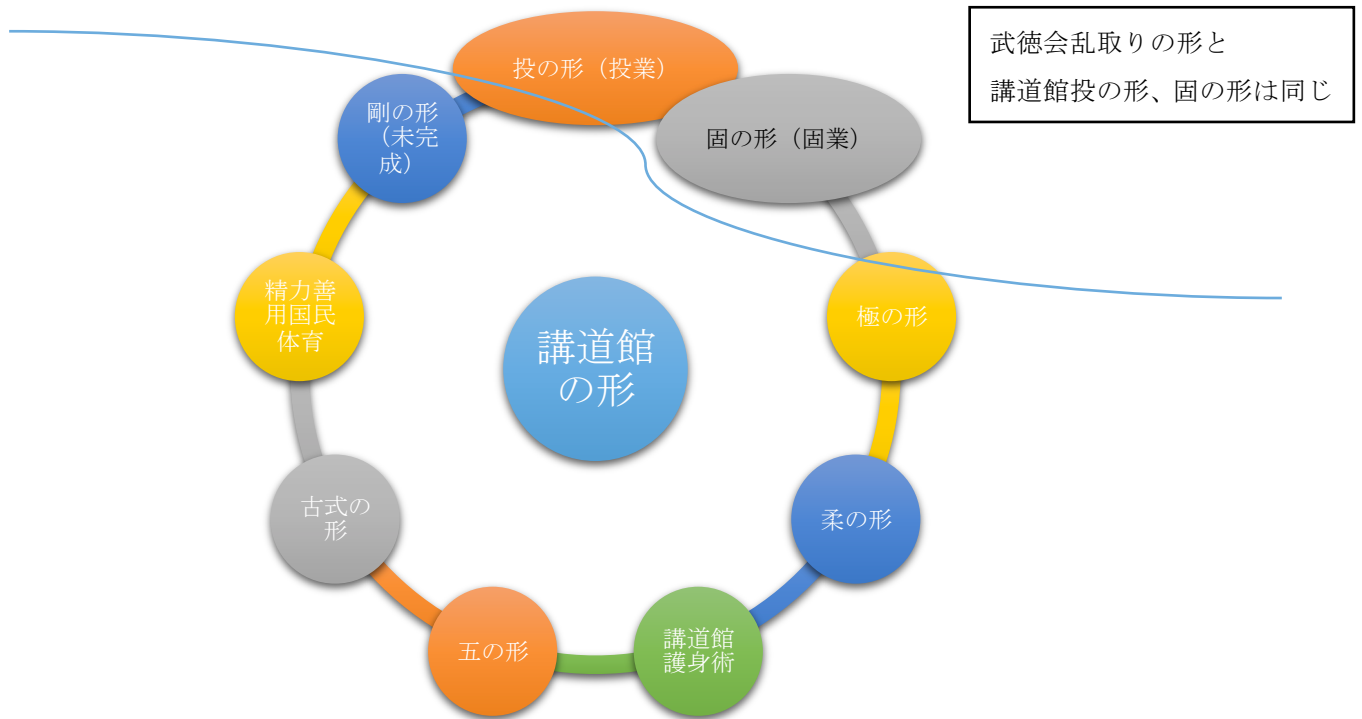 武徳会乱取りの形と
講道館投の形、固の形は同じ
投の形（投業）
固の形（固業）
極の形
柔の形
講道館
護身術
五の形
古式の
形
精力善
用国民
体育
剛の形
（未完
成）
講道館
の形